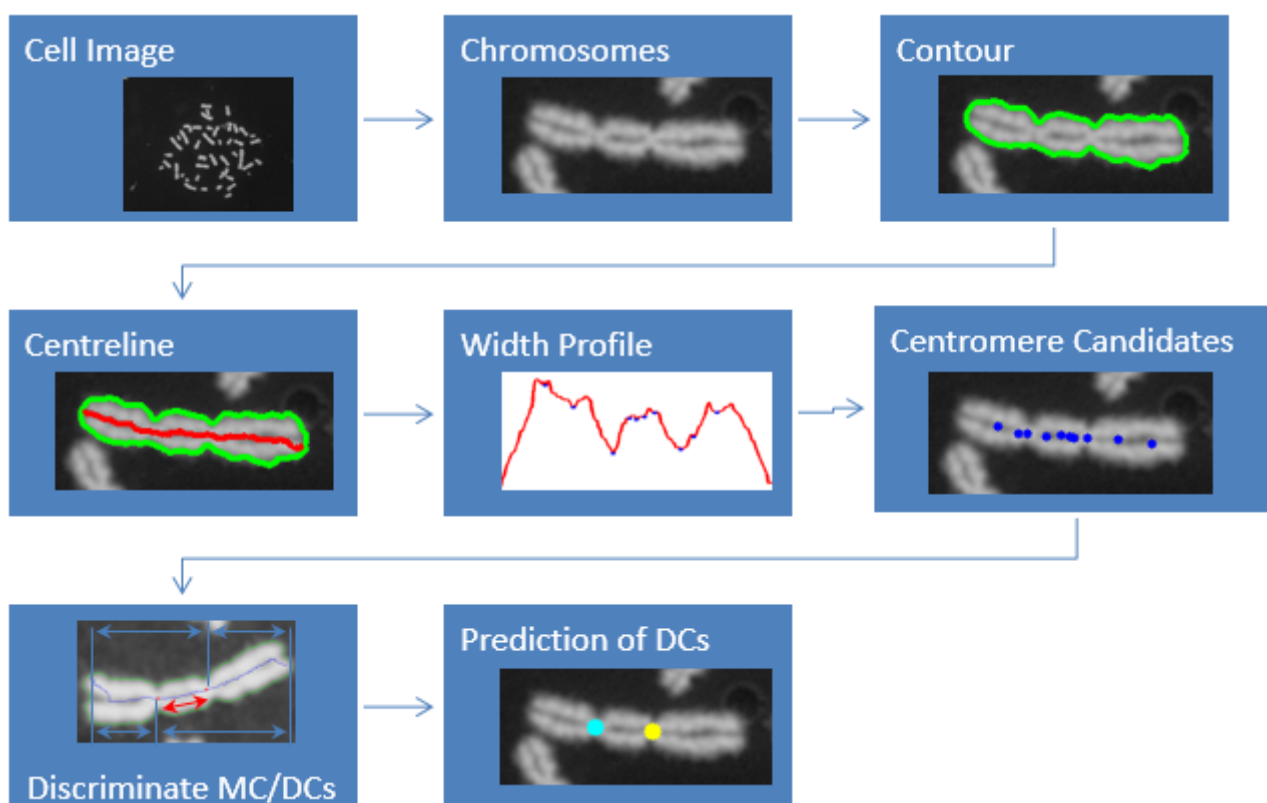 Cell Image
Chromosomes
Contour
Centreline
Width Profile
Centromere Candidates
Discriminate MC/DCs
Prediction of DCs